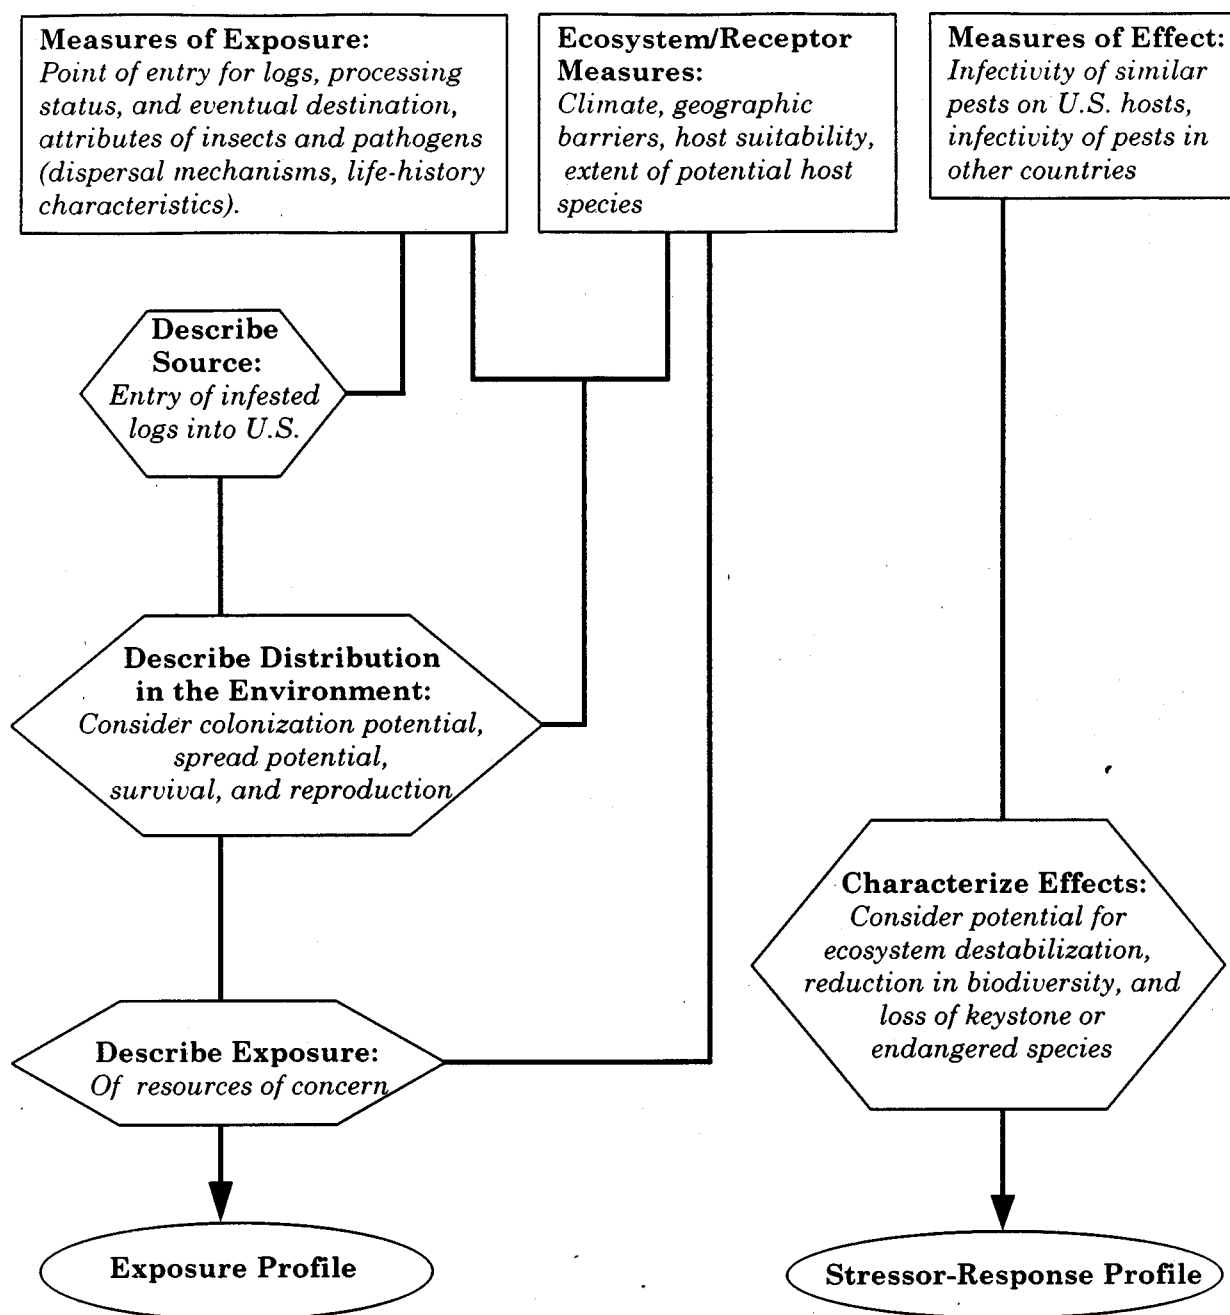 Measures of Exposure:
Point of entry for logs, processing
status, and eventual destination,
attributes of insects and pathogens
(dispersal mechanisms, life-history
characteristics).
Ecosystem/Receptor
Measures:
Climate, geographic
barriers, host suitability,
extent of potential host
species
Measures of Effect:
Infectivity of similar
pests on U.S. hosts,
infectivity of pests in
other countries
Describe
Source:
Entry of infested
logs into U.S.
Describe Distribution
in the Environment:
Consider colonization potential,
spread potential,
survival, and reproduction
Characterize Effects:
Consider potential for
ecosystem destabilization,
reduction in biodiversity, and
loss of keystone or
endangered species
Describe Exposure:
Of resources of concern
Exposure Profile
Stressor-Response Profile